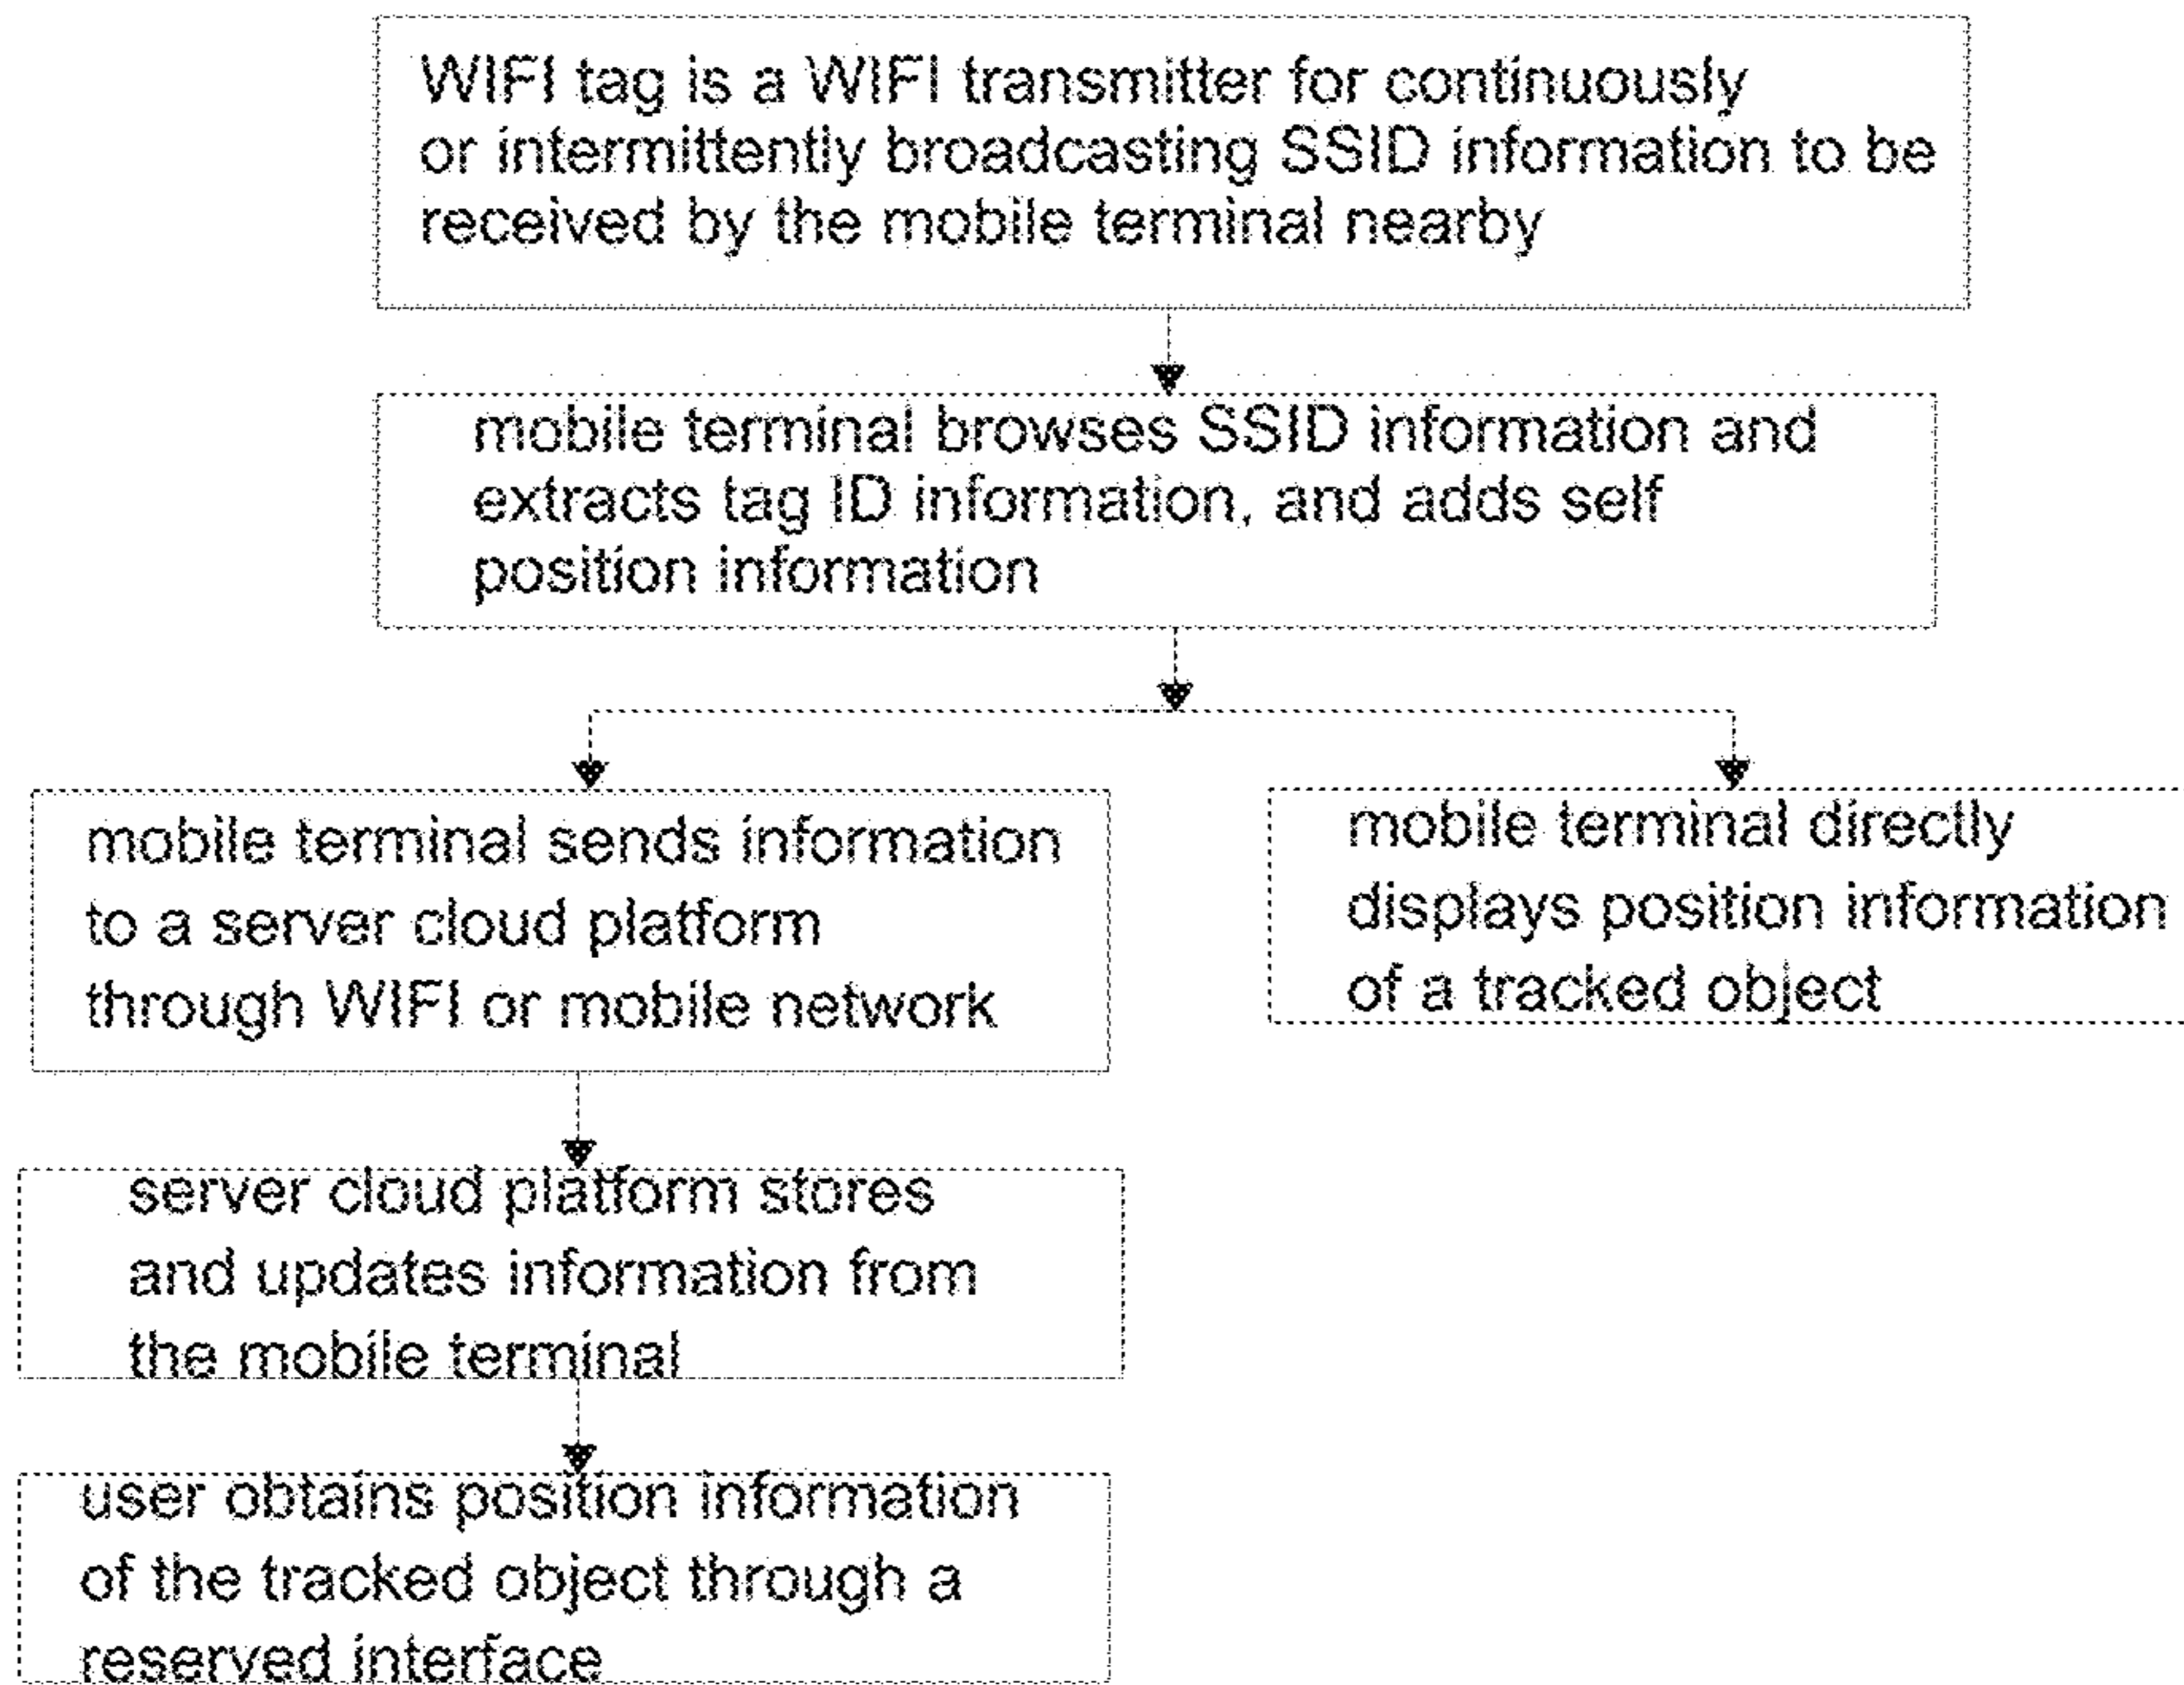 WIFI tag is a WIFI transmitter for continuously
or intermittently broadcasting SSID information to be
received by the mobile terminal nearby
mobile terminal browses SSID information and
extracts tag ID information, and adds self
position information
mobile terminal sends information
to a server cloud platform
through WIFI or mobile network
mobile terminal directly
displays position information
of a tracked object
server cloud platform stores
and updates information from
the mobile terminal
user obtains position information
of the tracked object through a
reserved interface